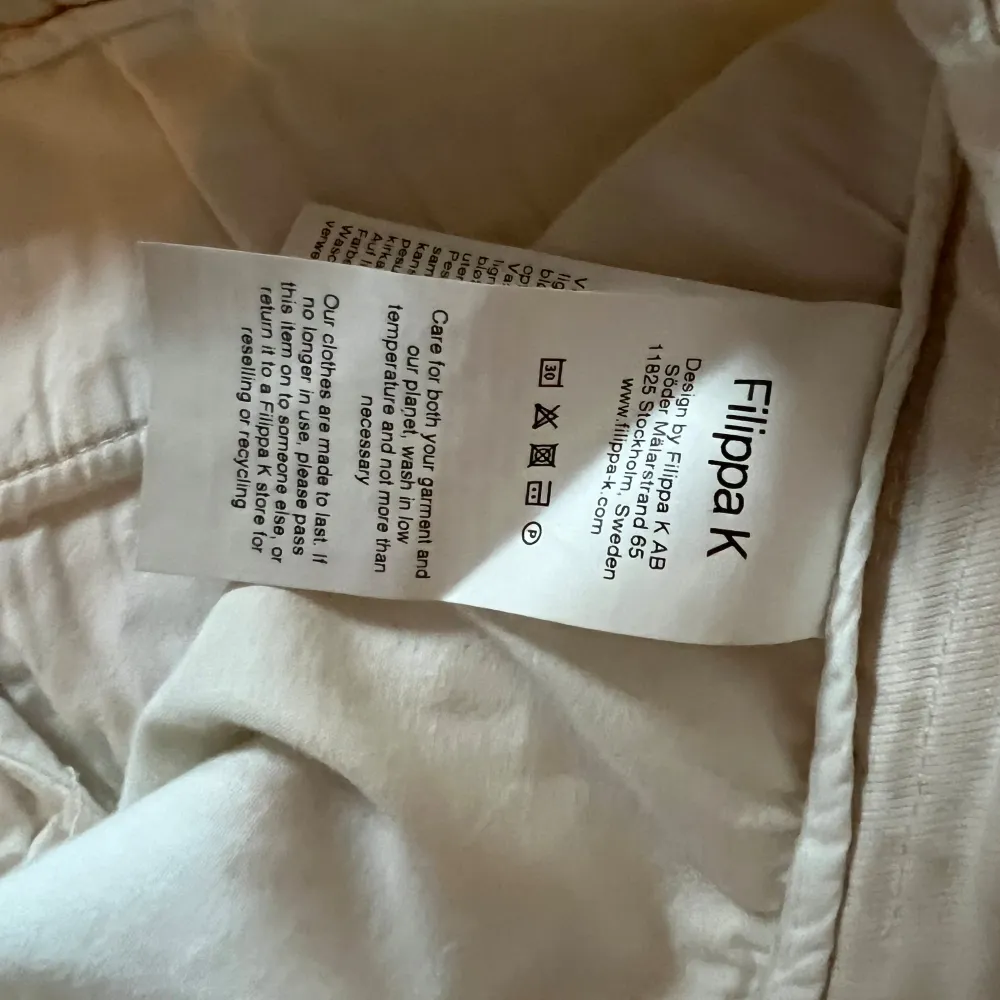 Filippa K
Design by Filippa K AB
Söder Mälarstrand 65
11825 Stockholm, Sweden
www.filippa-k.com
30
P
Care for both your garment and
our planet, wash in low
temperature and not more than
necessary
Our clothes are made to last. If
no longer in use, please pass
this item on to someone else, or
return it to a Filippa K store for
reselling or recycling